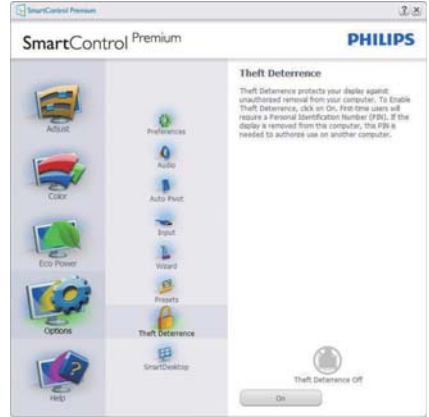 SmartControl Premium
? X
SmartControl Premium
PHILIPS
Adjust
Color
Eco Power
Options
Help
Preferences
Audio
Auto Pivot
Input
Wizard
Presets
Theft Deterrence
SmartDesktop
Theft Deterrence
Theft Deterrence protects your display against
unauthorized removal from your computer. To Enable
Theft Deterrence, click on On. First-time users will
require a Personal Identification Number (PIN). If the
display is removed from this computer, this PIN is
needed to authorize use on another computer.
Theft Deterrence Off
On